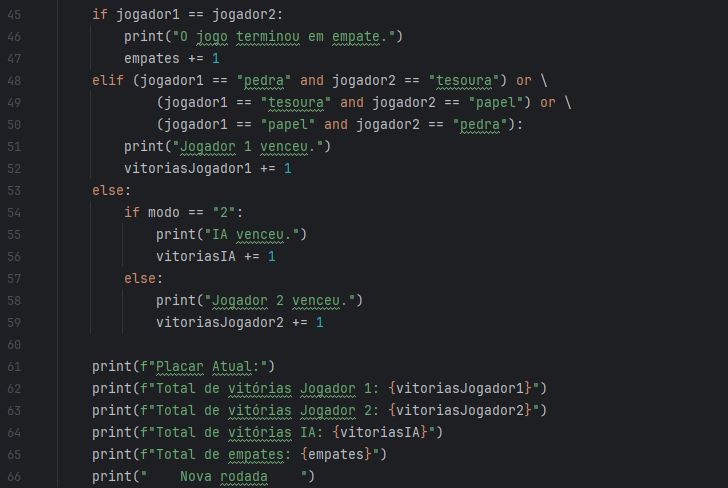 45 if jogador1 == jogador2:
46 print("O jogo terminou em empate.")
47 empates += 1
48 elif (jogador1 == "pedra" and jogador2 == "tesoura") or \
49 (jogador1 == "tesoura" and jogador2 == "papel") or \
50 (jogador1 == "papel" and jogador2 == "pedra"):
51 print("Jogador 1 venceu.")
52 vitoriasJogador1 += 1
53 else:
54 if modo == "2":
55 print("IA venceu.")
56 vitoriasIA += 1
57 else:
58 print("Jogador 2 venceu.")
59 vitoriasJogador2 += 1
60
61 print(f"Placar Atual:")
62 print(f"Total de vitórias Jogador 1: {vitoriasJogador1}")
63 print(f"Total de vitórias Jogador 2: {vitoriasJogador2}")
64 print(f"Total de vitórias IA: {vitoriasIA}")
65 print(f"Total de empates: {empates}")
66 print("    Nova rodada    ")